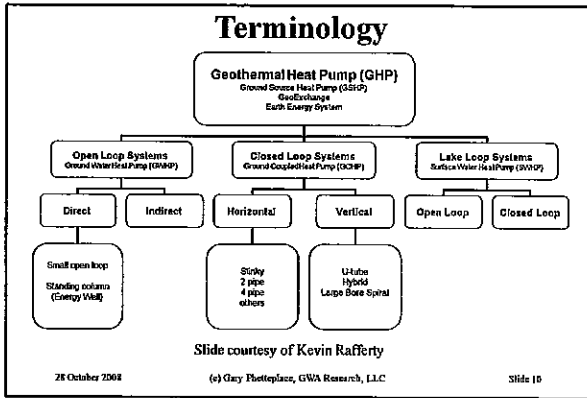 Terminology
Geothermal Heat Pump (GHP)
Ground Source Heat Pump (GSHP)
GeoExchange
Earth Energy System
Open Loop Systems
Ground Water Heat Pump (GWHP)
Closed Loop Systems
Ground Coupled Heat Pump (GCHP)
Lake Loop Systems
Surface Water Heat Pump (SWHP)
Direct
Indirect
Horizontal
Vertical
Open Loop
Closed Loop
Small open loop
Standing column
(Energy Well)
Slinky
2 pipe
4 pipe
others
U-tube
Hybrid
Large Bore Spiral
Slide courtesy of Kevin Rafferty
28 October 2008
(c) Gary Phetteplace, GWA Research, LLC
Slide 10